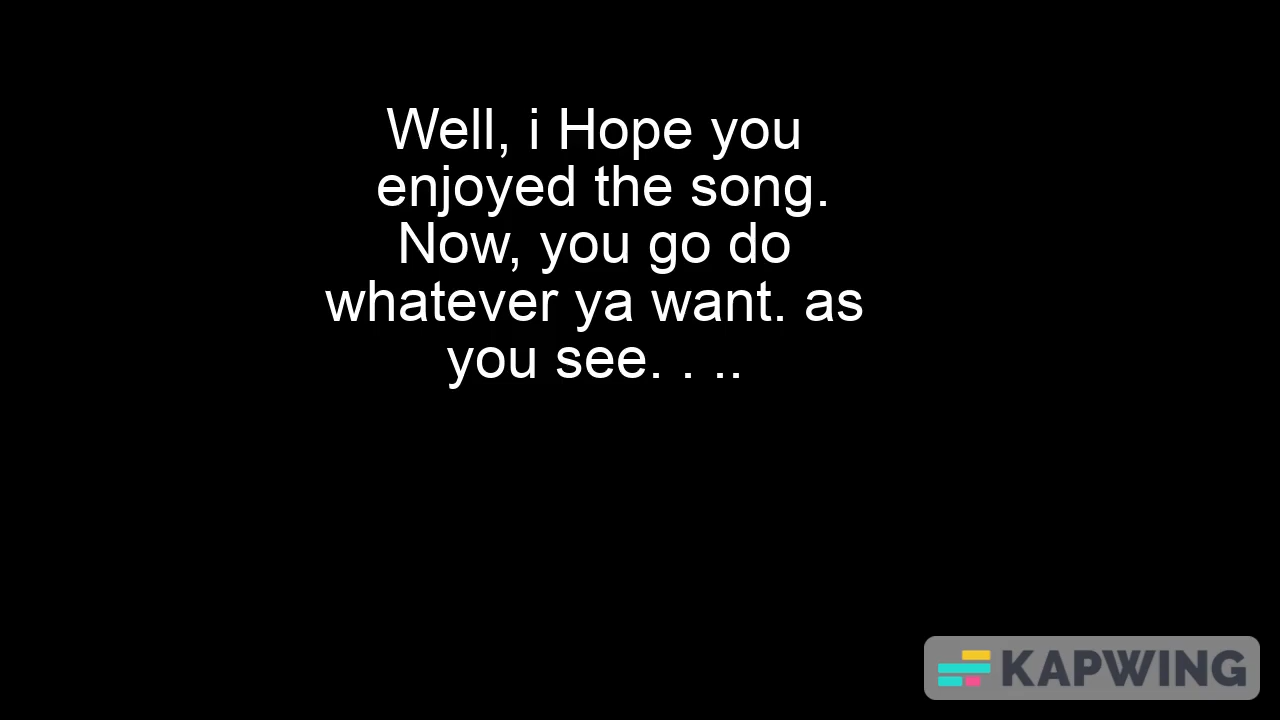 Well, i Hope you
enjoyed the song.
Now, you go do
whatever ya want. as
you see. . ..
KAPWING